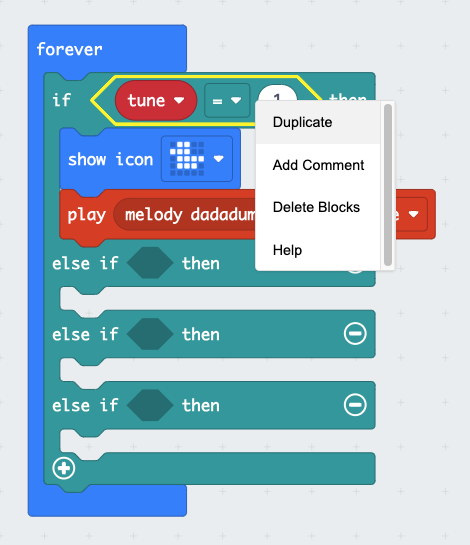 forever
if tune = 1 then
Duplicate
show icon
Add Comment
play melody dadadum
Delete Blocks
else if then
Help
else if then
else if then